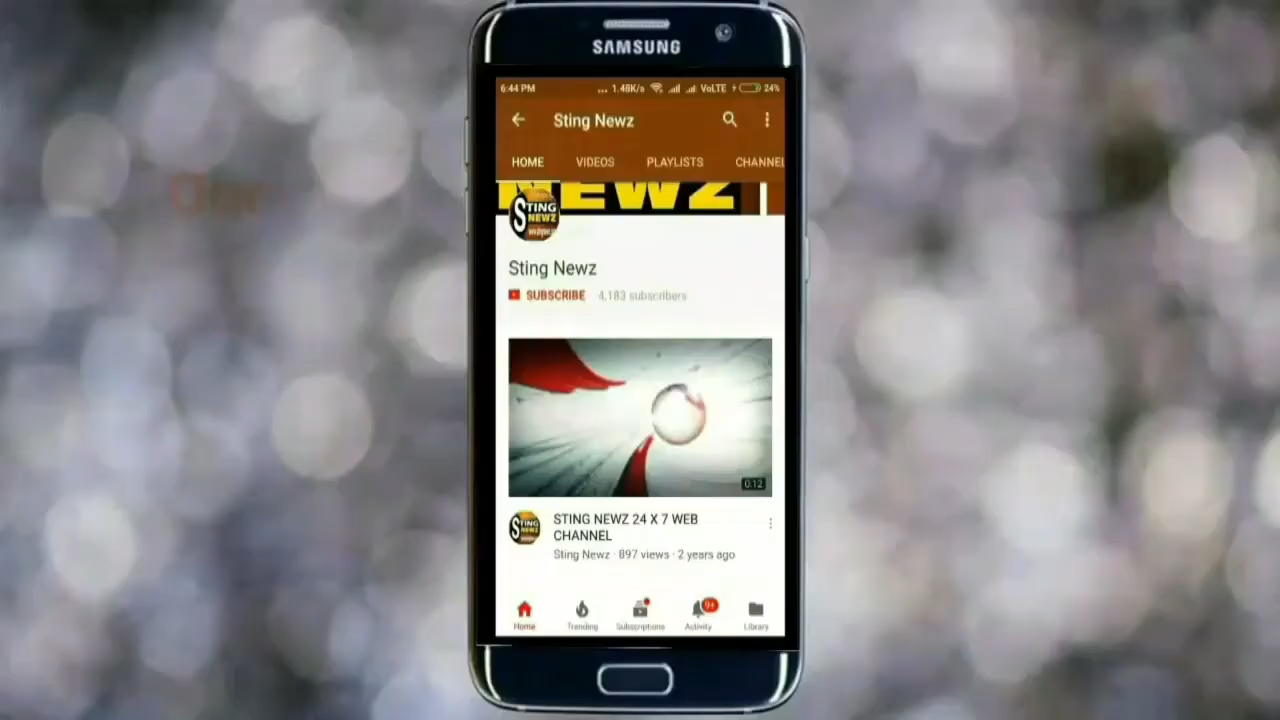 SAMSUNG
6:44 PM ... 1.48K/s VoLTE 24%
Sting Newz
HOME VIDEOS PLAYLISTS CHANNEL
NEWZ
STING
NEWZ
Sting Newz
SUBSCRIBE 4,183 subscribers
0:12
STING
NEWZ
STING NEWZ 24 X 7 WEB
CHANNEL
Sting Newz · 897 views · 2 years ago
9+
Home Trending Subscriptions Activity Library